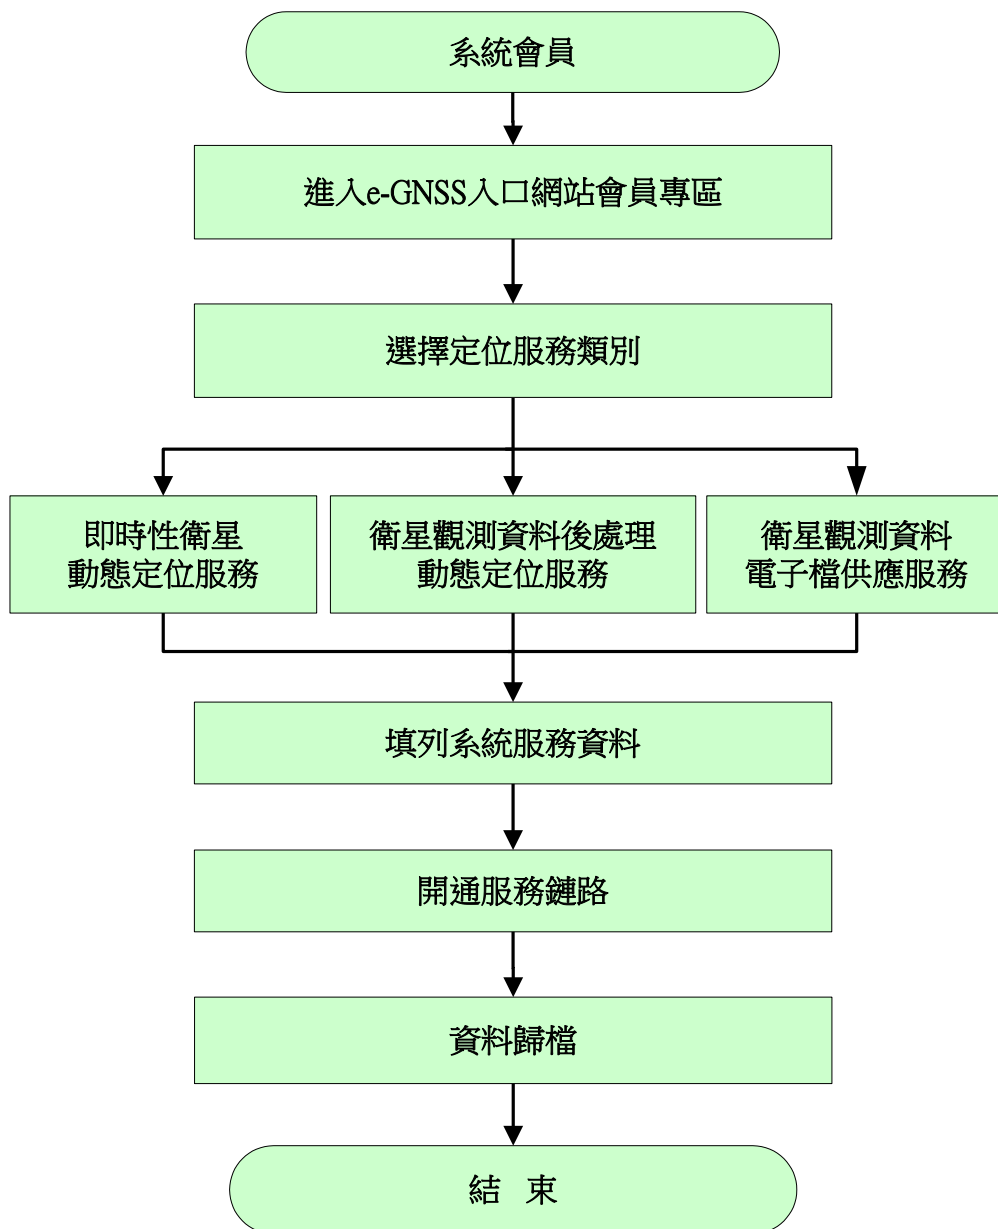 系統會員
進入e-GNSS入口網站會員專區
選擇定位服務類別
即時性衛星
動態定位服務
衛星觀測資料後處理
動態定位服務
衛星觀測資料
電子檔供應服務
填列系統服務資料
開通服務鏈路
資料歸檔
結 束